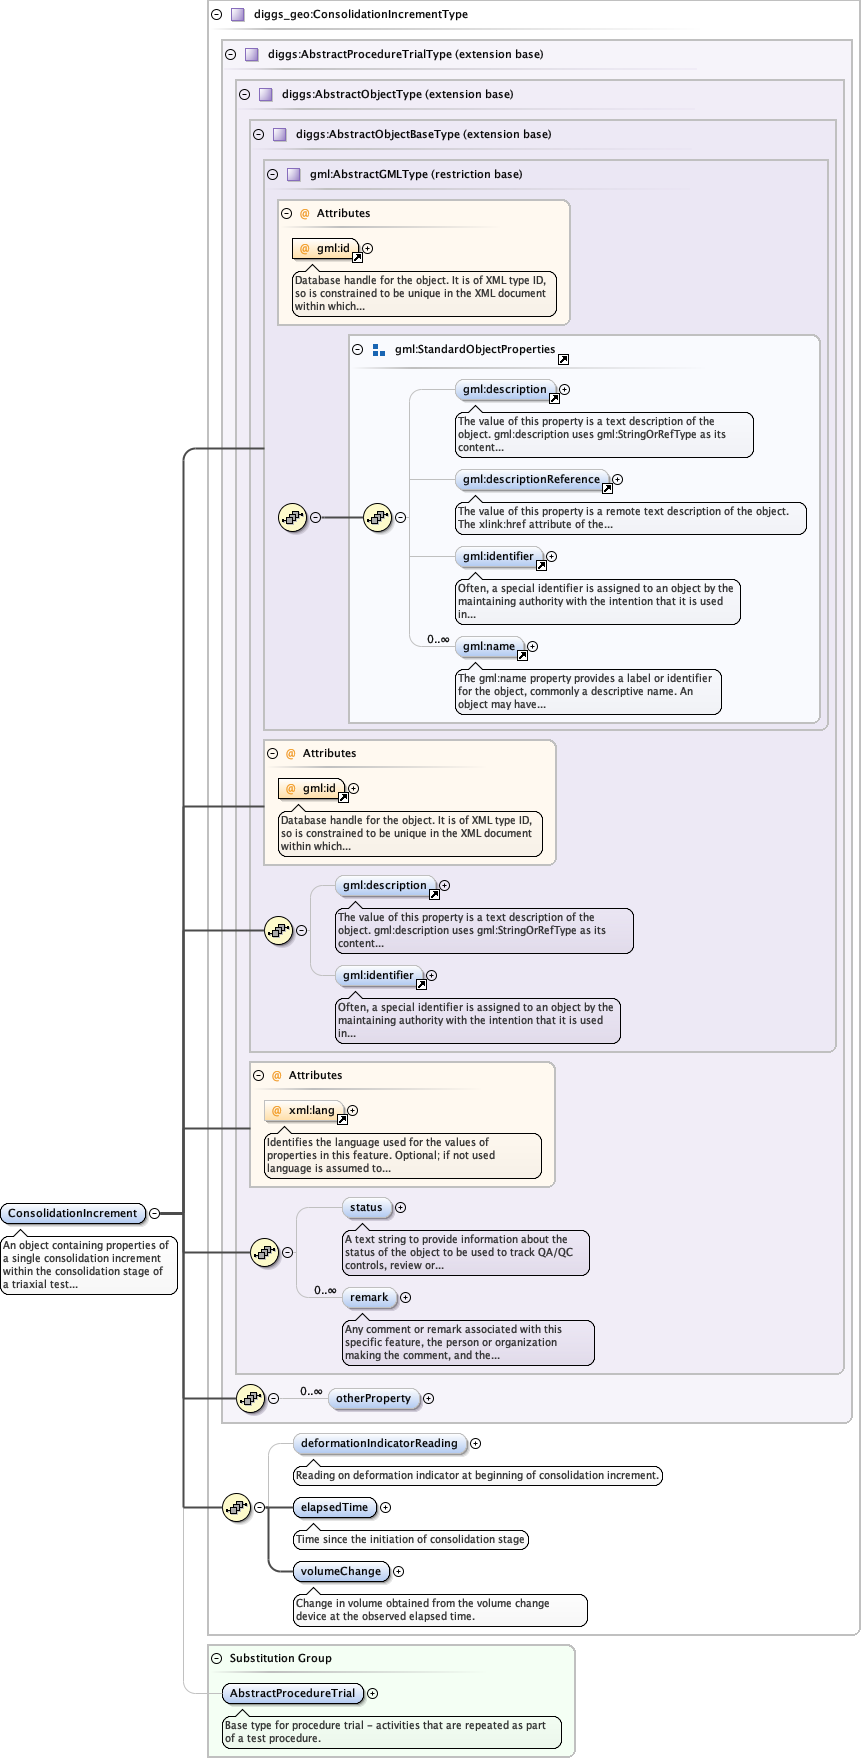 diggs_geo:ConsolidationIncrementType
diggs:AbstractProcedureTrialType (extension base)
diggs:AbstractObjectType (extension base)
diggs:AbstractObjectBaseType (extension base)
gml:AbstractGMLType (restriction base)
@ Attributes
@ gml:id
Database handle for the object. It is of XML type ID,
so is constrained to be unique in the XML document
within which...
gml:StandardObjectProperties
gml:description
The value of this property is a text description of the
object. gml:description uses gml:StringOrRefType as its
content...
gml:descriptionReference
The value of this property is a remote text description of the object.
The xlink:href attribute of the...
gml:identifier
Often, a special identifier is assigned to an object by the
maintaining authority with the intention that it is used
in...
0..∞
gml:name
The gml:name property provides a label or identifier
for the object, commonly a descriptive name. An
object may have...
@ Attributes
@ gml:id
Database handle for the object. It is of XML type ID,
so is constrained to be unique in the XML document
within which...
gml:description
The value of this property is a text description of the
object. gml:description uses gml:StringOrRefType as its
content...
gml:identifier
Often, a special identifier is assigned to an object by the
maintaining authority with the intention that it is used
in...
@ Attributes
@ xml:lang
Identifies the language used for the values of
properties in this feature. Optional; if not used
language is assumed to...
ConsolidationIncrement
An object containing properties of
a single consolidation increment
within the consolidation stage of
a triaxial test...
status
A text string to provide information about the
status of the object to be used to track QA/QC
controls, review or...
0..∞
remark
Any comment or remark associated with this
specific feature, the person or organization
making the comment, and the...
0..∞
otherProperty
deformationIndicatorReading
Reading on deformation indicator at beginning of consolidation increment.
elapsedTime
Time since the initiation of consolidation stage
volumeChange
Change in volume obtained from the volume change
device at the observed elapsed time.
Substitution Group
AbstractProcedureTrial
Base type for procedure trial - activities that are repeated as part
of a test procedure.